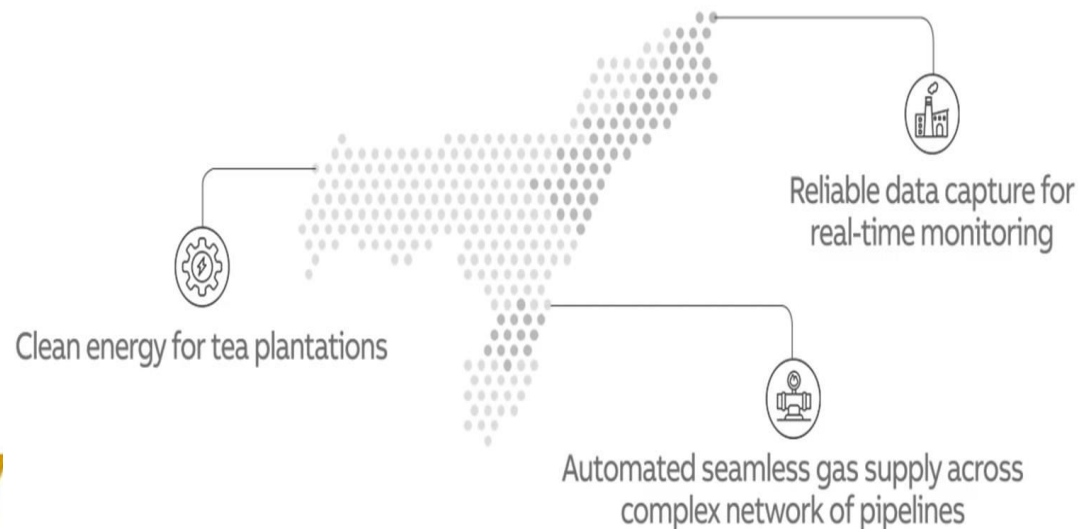 Reliable data capture for
real-time monitoring
Clean energy for tea plantations
Automated seamless gas supply across
complex network of pipelines